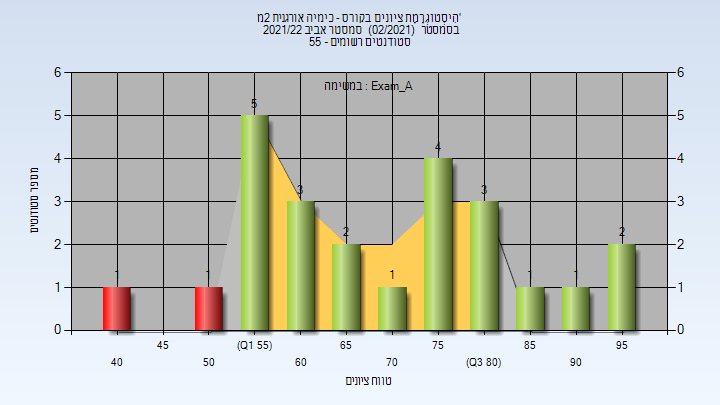 היסטוגרמת ציונים בקורס - כימיה אורגנית 2מ'
בסמסטר (02/2021) סמסטר אביב 2021/22
סטודנטים רשומים - 55
במשימה : Exam_A
מספר סטודנטים
6 6
5 5
4 4
3 3
2 2
1 1
0 0
1 1 5 3 2 1 4 3 1 1 2
40 45 50 (Q1 55) 60 65 70 75 (Q3 80) 85 90 95
טווח ציונים